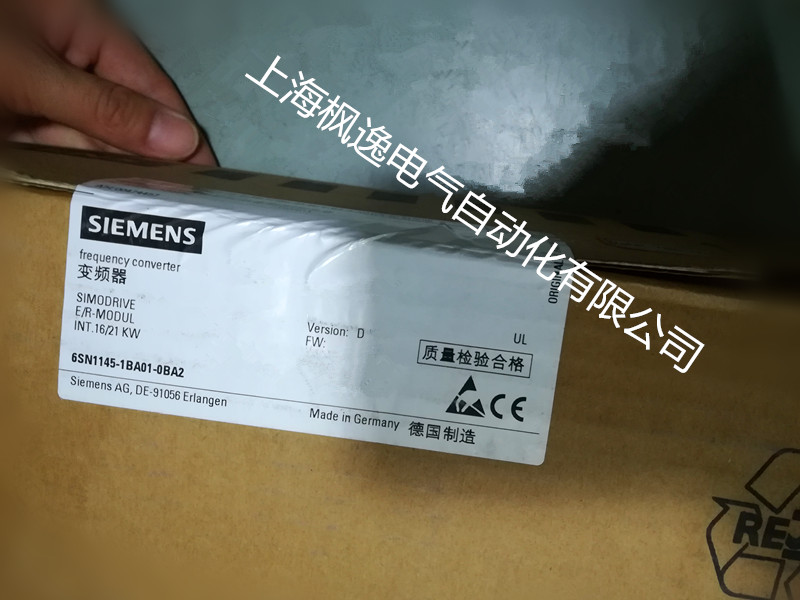 上海枫逸电气自动化有限公司
SIEMENS
frequency converter
变频器
SIMODRIVE
E/R-MODUL
INT.16/21 KW
Version: D
FW:
UL
ORIGINAL
质量检验合格
6SN1145-1BA01-0BA2
Siemens AG, DE-91056 Erlangen
CE
Made in Germany 德国制造